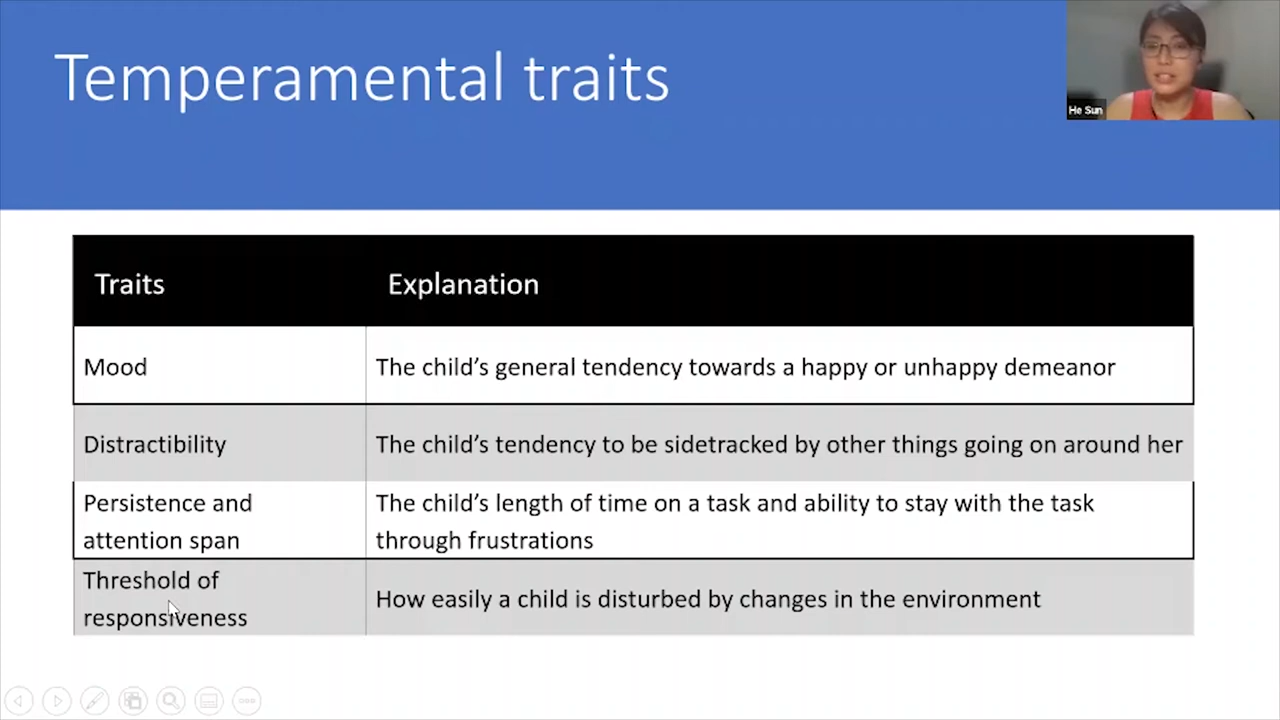 Temperamental traits
He Sun
Traits
Explanation
Mood
The child's general tendency towards a happy or unhappy demeanor
Distractibility
The child's tendency to be sidetracked by other things going on around her
Persistence and
attention span
The child's length of time on a task and ability to stay with the task
through frustrations
Threshold of
responsiveness
How easily a child is disturbed by changes in the environment